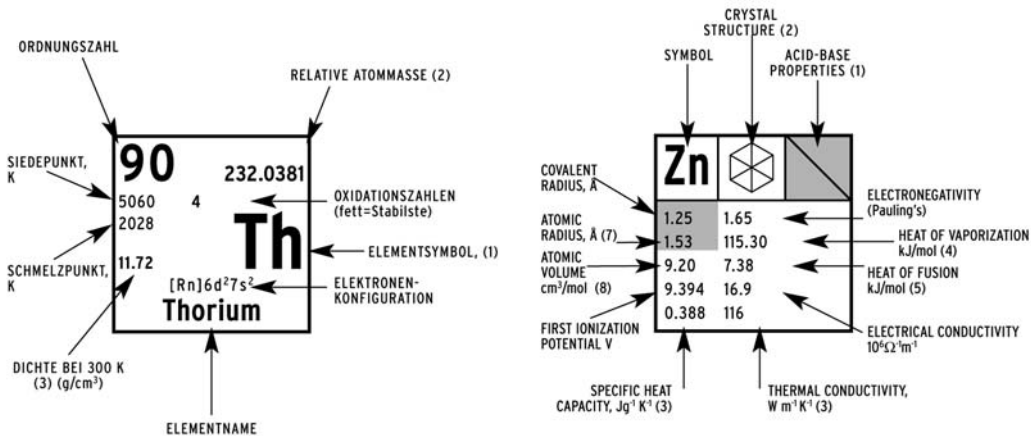 ORDNUNGSZAHL
RELATIVE ATOMMASSE (2)
90
232.0381
SIEDEPUNKT,
K
5060 4
2028
OXIDATIONSZAHLEN
(fett=Stabilste)
Th
ELEMENTSYMBOL, (1)
SCHMELZPUNKT,
K
11.72
[Rn]6d²7s²
ELEKTRONEN-
KONFIGURATION
Thorium
DICHTE BEI 300 K
(3) (g/cm³)
ELEMENTNAME
CRYSTAL
STRUCTURE (2)
SYMBOL
ACID-BASE
PROPERTIES (1)
Zn
COVALENT
RADIUS, Å
1.25 1.65
ELECTRONEGATIVITY
(Pauling's)
ATOMIC
RADIUS, Å (7)
1.53 115.30
HEAT OF VAPORIZATION
kJ/mol (4)
ATOMIC
VOLUME
cm³/mol (8)
9.20 7.38
HEAT OF FUSION
kJ/mol (5)
9.394 16.9
0.388 116
FIRST IONIZATION
POTENTIAL V
ELECTRICAL CONDUCTIVITY
10⁶Ω⁻¹m⁻¹
SPECIFIC HEAT
CAPACITY, Jg⁻¹ K⁻¹ (3)
THERMAL CONDUCTIVITY,
W m⁻¹ K⁻¹ (3)